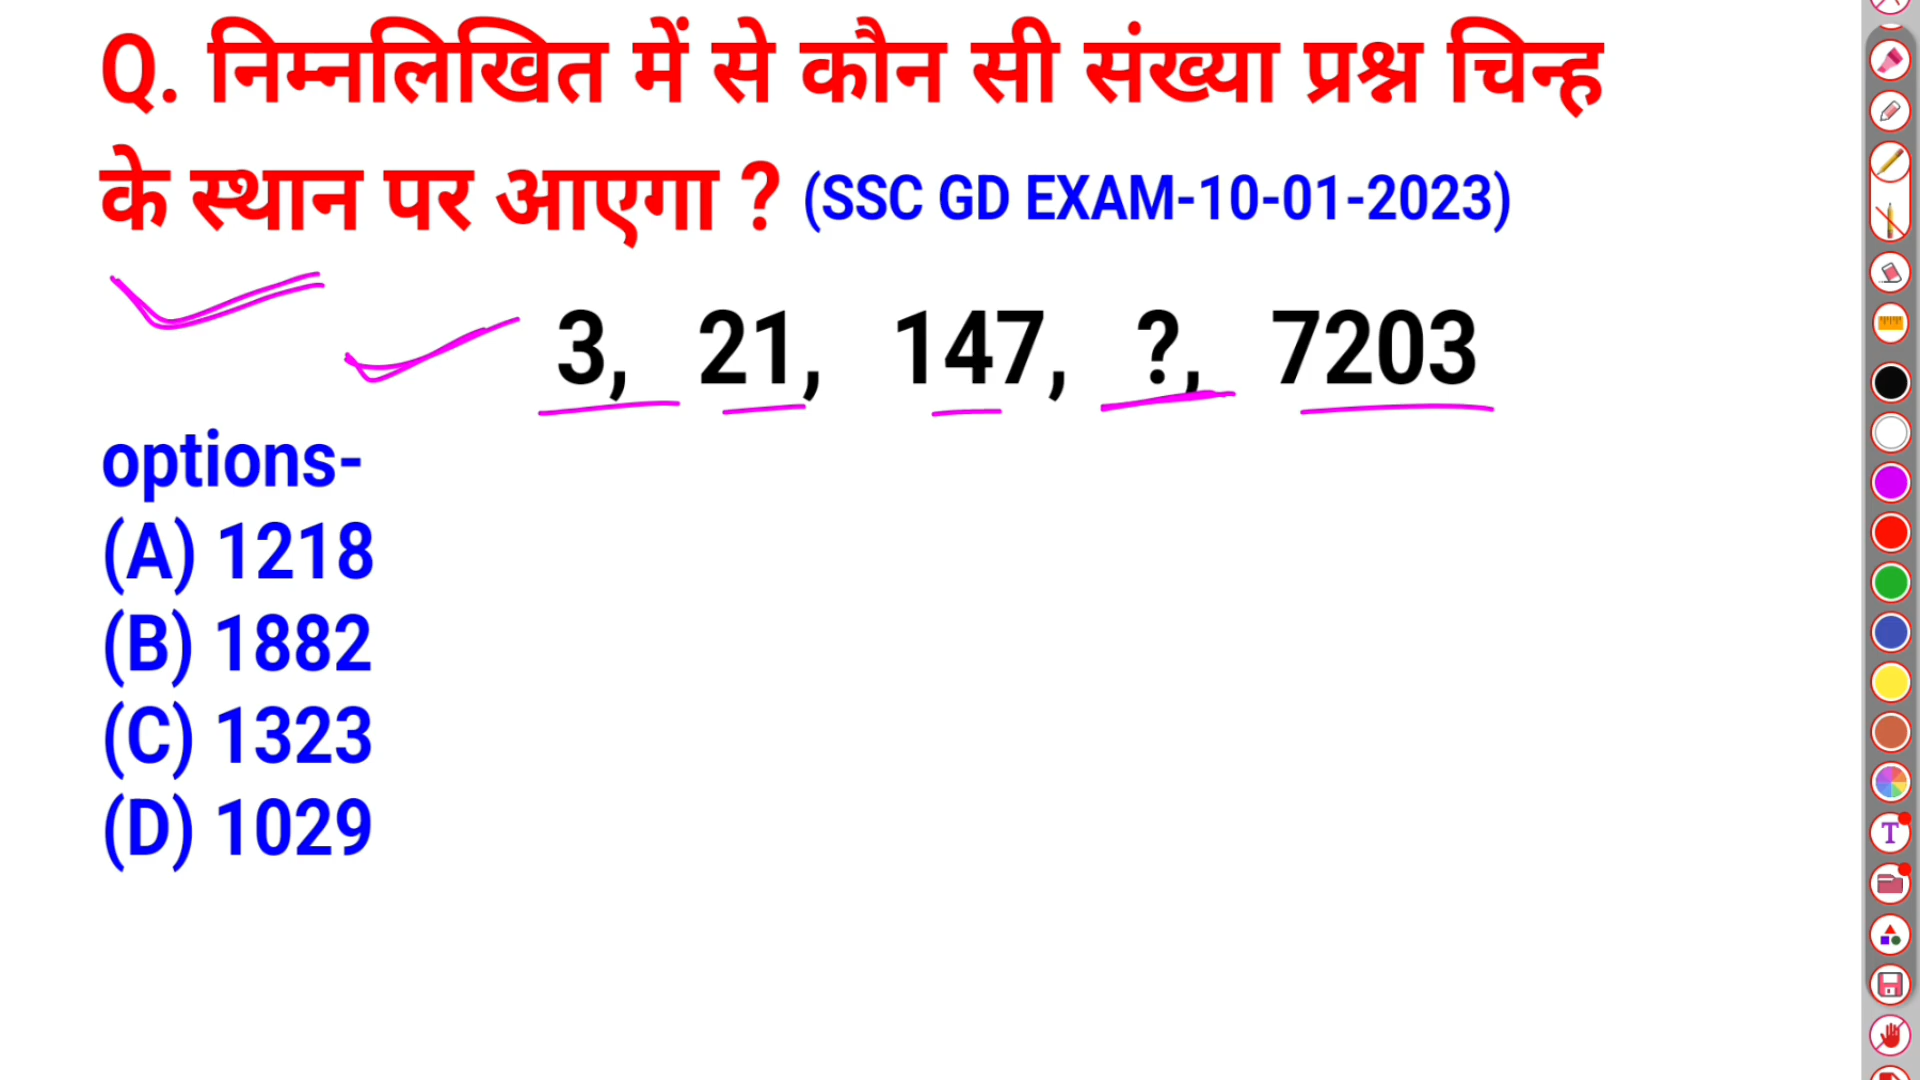 Q. निम्नलिखित में से कौन सी संख्या प्रश्न चिन्ह
के स्थान पर आएगा ? (SSC GD EXAM-10-01-2023)
3, 21, 147, ?, 7203
options-
(A) 1218
(B) 1882
(C) 1323
(D) 1029
T